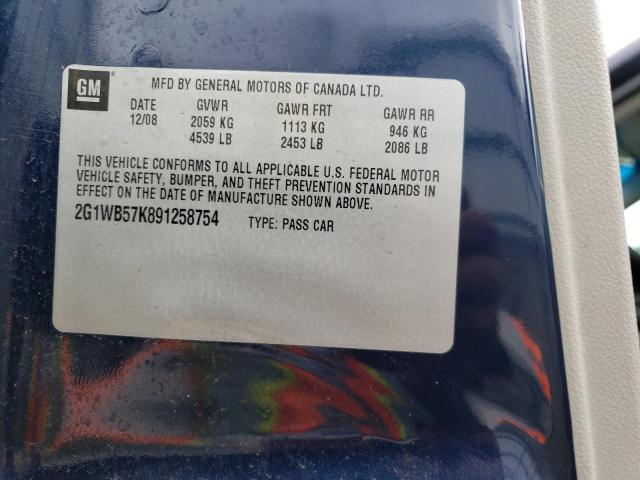 GM ® MFD BY GENERAL MOTORS OF CANADA LTD.
DATE GVWR GAWR FRT GAWR RR
12/08 2059 KG 1113 KG 946 KG
4539 LB 2453 LB 2086 LB
THIS VEHICLE CONFORMS TO ALL APPLICABLE U.S. FEDERAL MOTOR
VEHICLE SAFETY, BUMPER, AND THEFT PREVENTION STANDARDS IN
EFFECT ON THE DATE OF MANUFACTURE SHOWN ABOVE.
2G1WB57K891258754 TYPE: PASS CAR